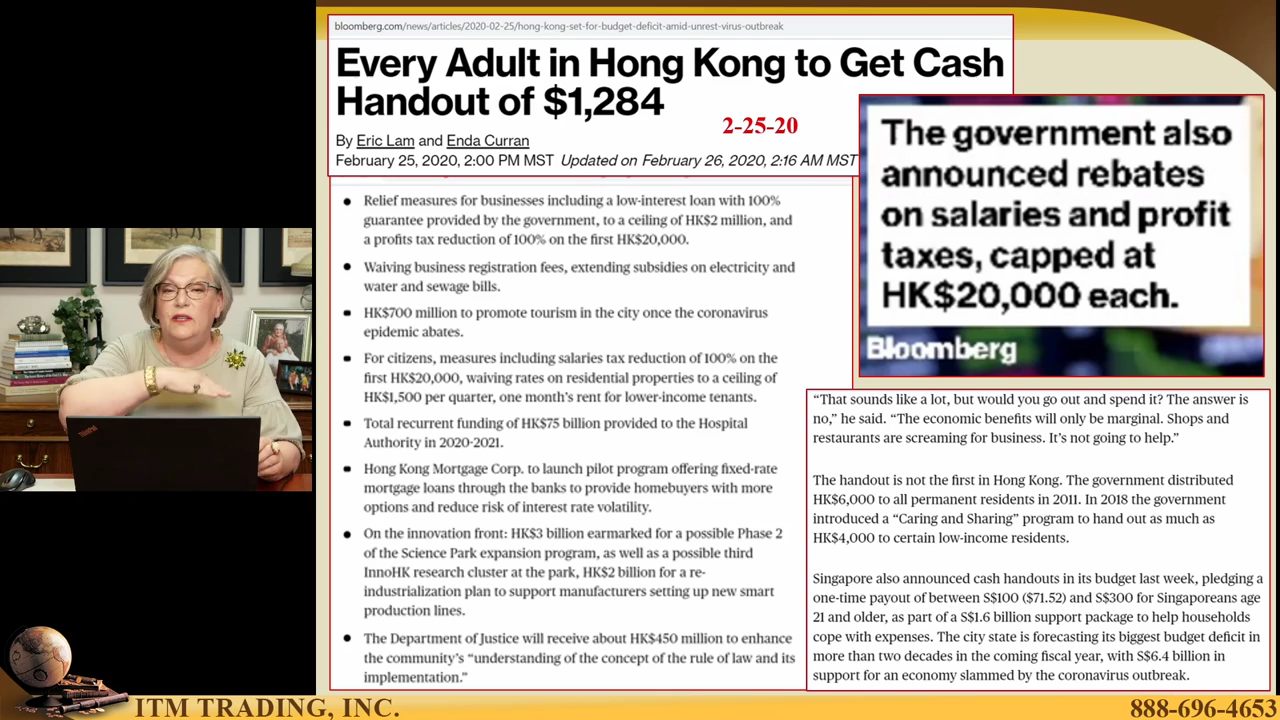 bloomberg.com/news/articles/2020-02-25/hong-kong-set-for-budget-deficit-amid-unrest-virus-outbreak
Every Adult in Hong Kong to Get Cash
Handout of $1,284
2-25-20
By Eric Lam and Enda Curran
February 25, 2020, 2:00 PM MST Updated on February 26, 2020, 2:16 AM MST
• Relief measures for businesses including a low-interest loan with 100%
guarantee provided by the government, to a ceiling of HK$2 million, and
a profits tax reduction of 100% on the first HK$20,000.
• Waiving business registration fees, extending subsidies on electricity and
water and sewage bills.
• HK$700 million to promote tourism in the city once the coronavirus
epidemic abates.
• For citizens, measures including salaries tax reduction of 100% on the
first HK$20,000, waiving rates on residential properties to a ceiling of
HK$1,500 per quarter, one month's rent for lower-income tenants.
• Total recurrent funding of HK$75 billion provided to the Hospital
Authority in 2020-2021.
• Hong Kong Mortgage Corp. to launch pilot program offering fixed-rate
mortgage loans through the banks to provide homebuyers with more
options and reduce risk of interest rate volatility.
• On the innovation front: HK$3 billion earmarked for a possible Phase 2
of the Science Park expansion program, as well as a possible third
InnoHK research cluster at the park, HK$2 billion for a re-
industrialization plan to support manufacturers setting up new smart
production lines.
• The Department of Justice will receive about HK$450 million to enhance
the community's “understanding of the concept of the rule of law and its
implementation.”
The government also
announced rebates
on salaries and profit
taxes, capped at
HK$20,000 each.
Bloomberg
“That sounds like a lot, but would you go out and spend it? The answer is
no,” he said. “The economic benefits will only be marginal. Shops and
restaurants are screaming for business. It's not going to help.”
The handout is not the first in Hong Kong. The government distributed
HK$6,000 to all permanent residents in 2011. In 2018 the government
introduced a “Caring and Sharing” program to hand out as much as
HK$4,000 to certain low-income residents.
Singapore also announced cash handouts in its budget last week, pledging a
one-time payout of between S$100 ($71.52) and S$300 for Singaporeans age
21 and older, as part of a S$1.6 billion support package to help households
cope with expenses. The city state is forecasting its biggest budget deficit in
more than two decades in the coming fiscal year, with S$6.4 billion in
support for an economy slammed by the coronavirus outbreak.
ThinkPad
ITM TRADING, INC.
888-696-4653